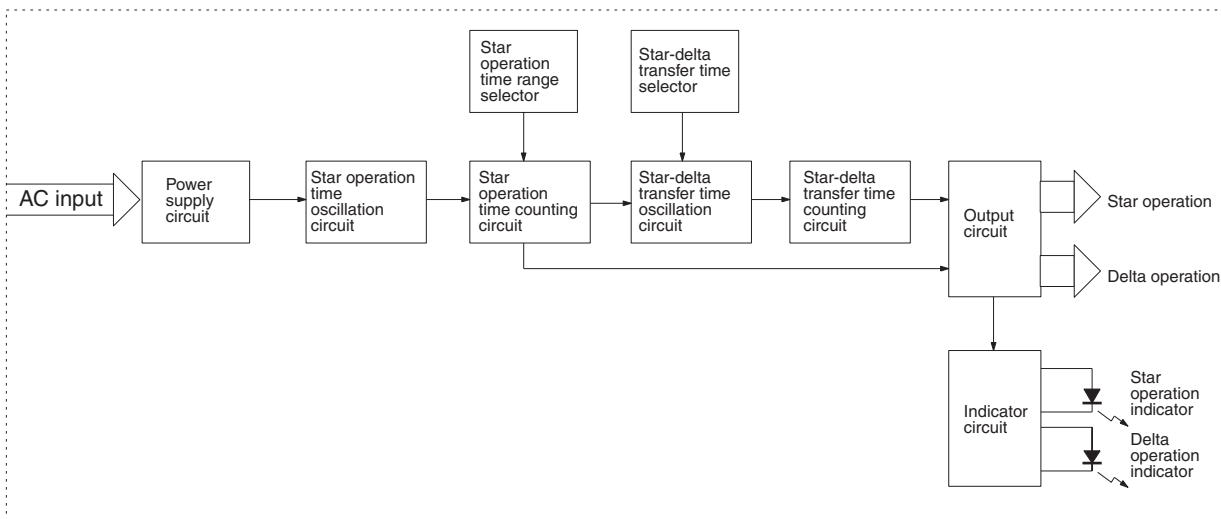 Star
operation
time range
selector
Star-delta
transfer time
selector
AC input
Power
supply
circuit
Star operation
time
oscillation
circuit
Star
operation
time counting
circuit
Star-delta
transfer time
oscillation
circuit
Star-delta
transfer time
counting
circuit
Output
circuit
Star operation
Delta operation
Indicator
circuit
Star
operation
indicator
Delta
operation
indicator